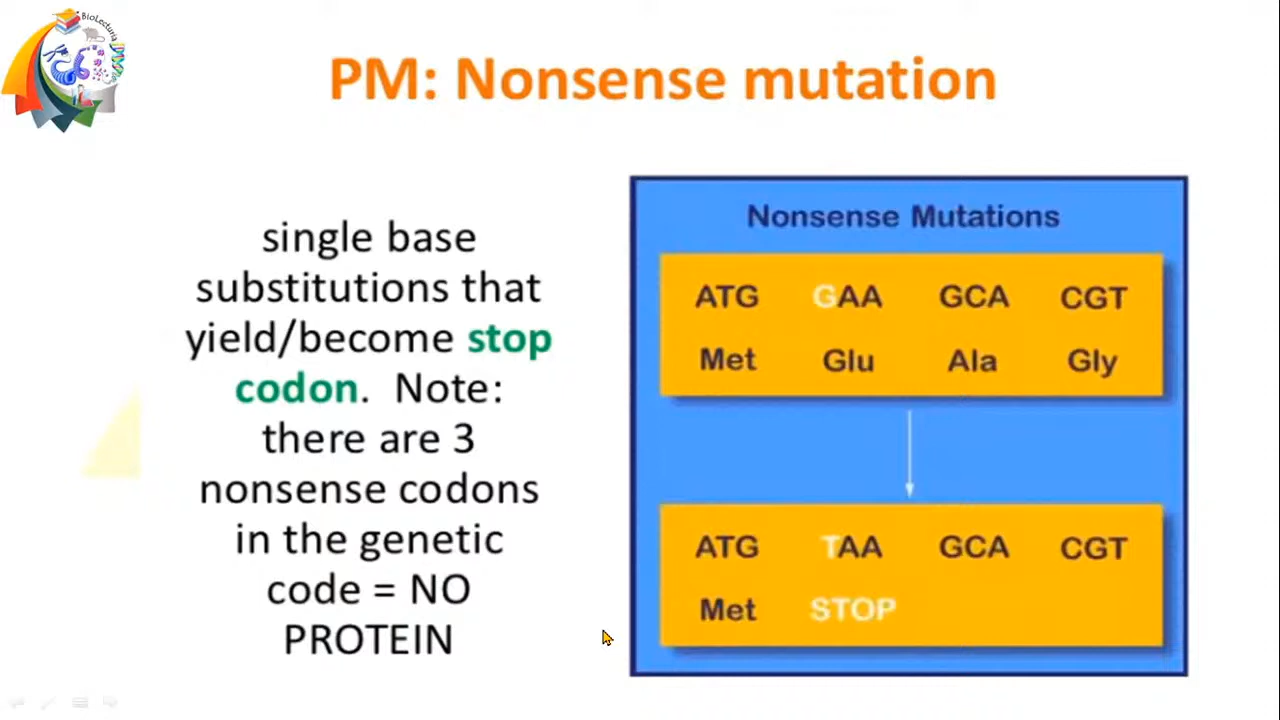 BioLecturia
PM: Nonsense mutation
single base
substitutions that
yield/become stop
codon. Note:
there are 3
nonsense codons
in the genetic
code = NO
PROTEIN
Nonsense Mutations
ATG GAA GCA CGT
Met Glu Ala Gly
ATG TAA GCA CGT
Met STOP